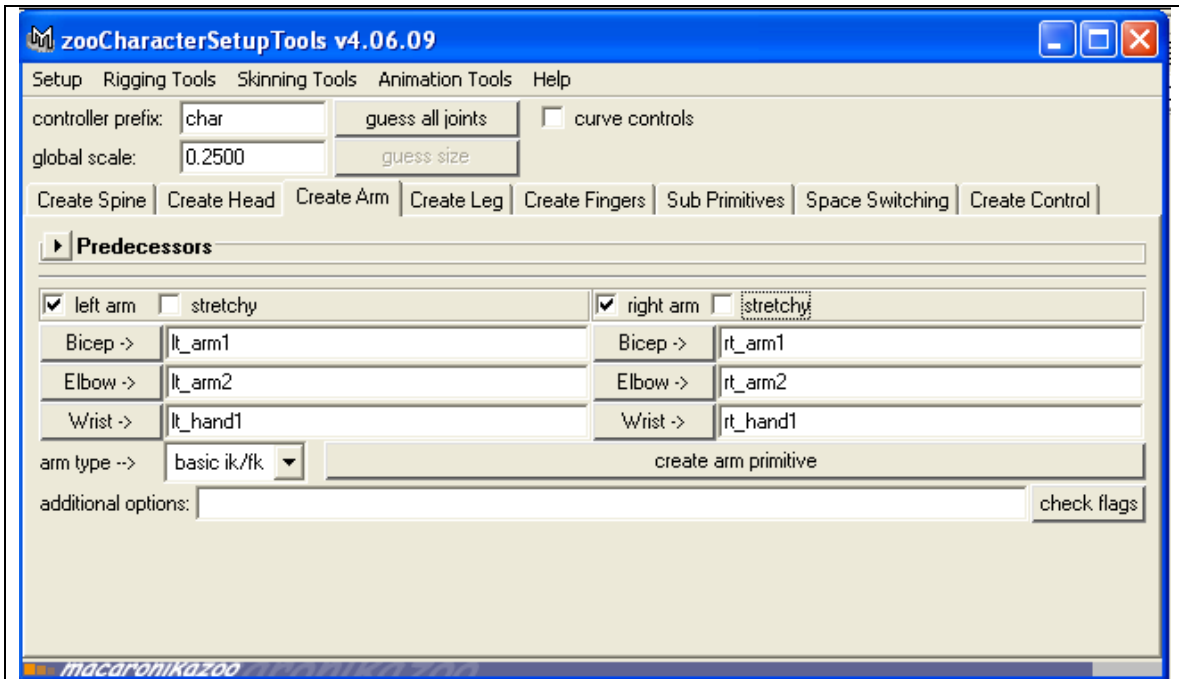 zooCharacterSetupTools v4.06.09
Setup Rigging Tools Skinning Tools Animation Tools Help
controller prefix: char guess all joints curve controls
global scale: 0.2500 guess size
Create Spine Create Head Create Arm Create Leg Create Fingers Sub Primitives Space Switching Create Control
Predecessors
left arm stretchy right arm stretchy
Bicep -> lt_arm1 Bicep -> rt_arm1
Elbow -> lt_arm2 Elbow -> rt_arm2
Wrist -> lt_hand1 Wrist -> rt_hand1
arm type --> basic ik/fk create arm primitive
additional options: check flags
macaronikazoo aronikazoo